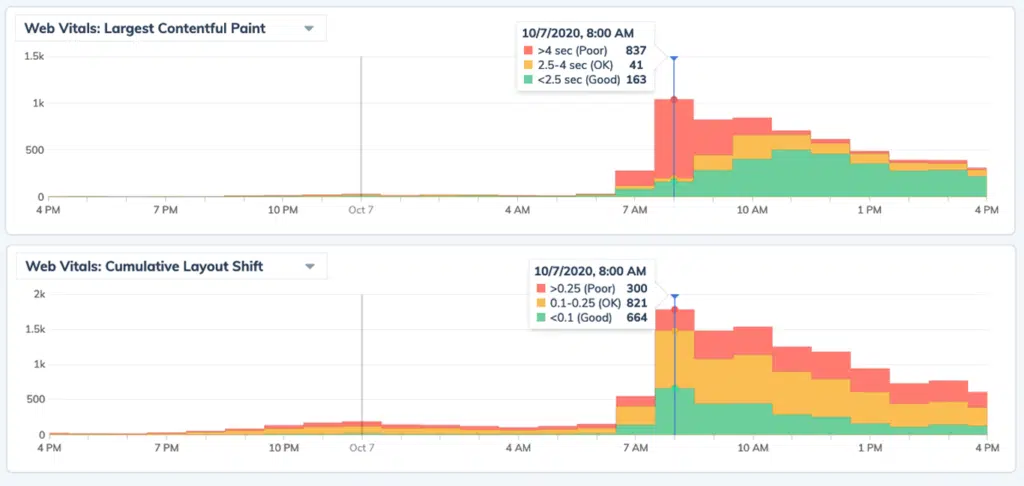 Web Vitals: Largest Contentful Paint
10/7/2020, 8:00 AM
>4 sec (Poor) 837
2.5-4 sec (OK) 41
<2.5 sec (Good) 163
1.5k
1k
500
0
4 PM 7 PM 10 PM Oct 7 4 AM 7 AM 10 AM 1 PM 4 PM
Web Vitals: Cumulative Layout Shift
10/7/2020, 8:00 AM
>0.25 (Poor) 300
0.1-0.25 (OK) 821
<0.1 (Good) 664
2k
1.5k
1k
500
0
4 PM 7 PM 10 PM Oct 7 4 AM 7 AM 10 AM 1 PM 4 PM